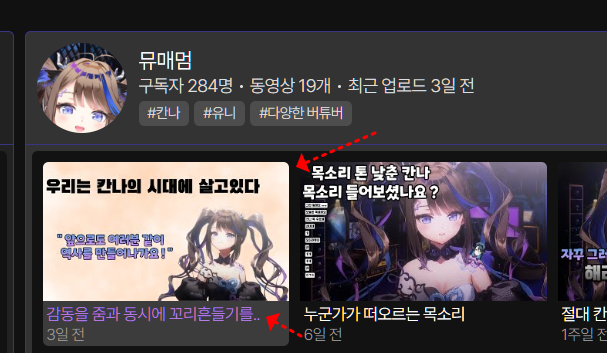 뮤매멈
구독자 284명 • 동영상 19개 • 최근 업로드 3일 전
#칸나 #유니 #다양한 버튜버
우리는 칸나의 시대에 살고있다
" 앞으로도 여러분 같이
역사를 만들어나가요 ! "
감동을 줌과 동시에 꼬리흔들기를..
3일 전
목소리 톤 낮춘 칸나
목소리 들어보셨나요 ?
누군가가 떠오르는 목소리
6일 전
자꾸 그러
해리
절대 칸
1주일 전